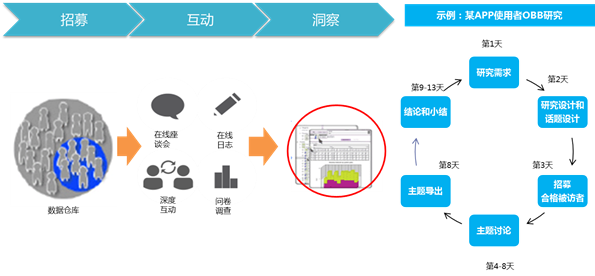 招募
互动
洞察
在线座
谈会
在线
日志
深度
互动
问卷
调查
数据仓库
示例：某APP使用者OBB研究
第1天
研究需求
第2天
研究设计和
话题设计
第3天
招募
合格被访者
主题讨论
第4-8天
第8天
主题导出
第9-13天
结论和小结